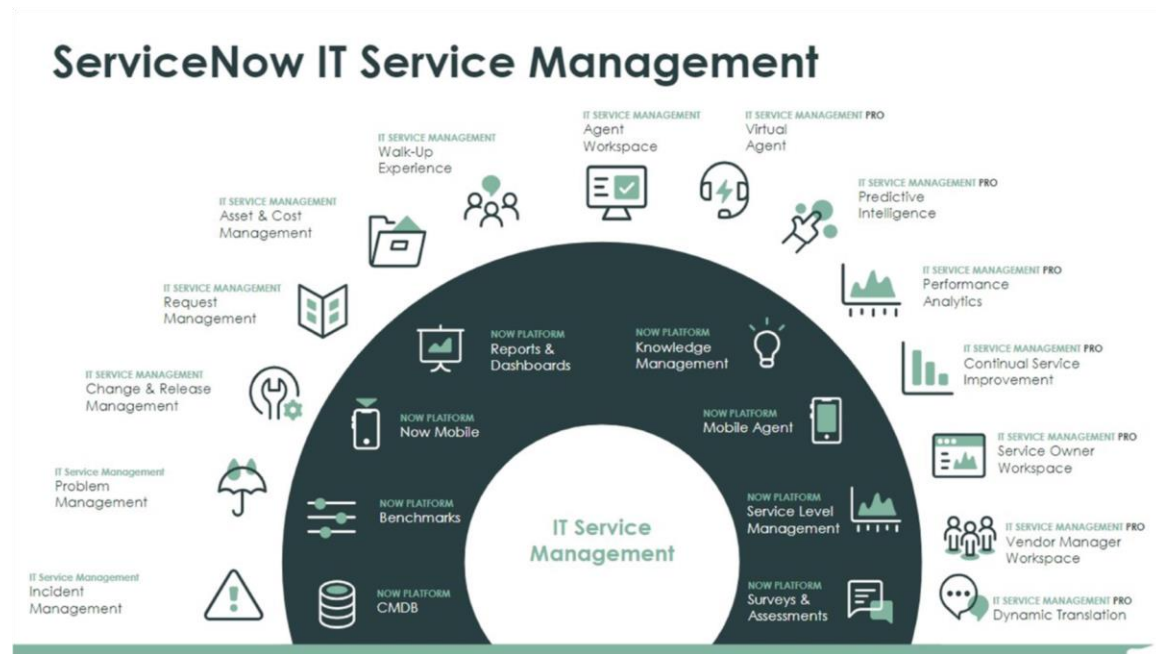 ServiceNow IT Service Management
IT SERVICE MANAGEMENT
Agent
Workspace
IT SERVICE MANAGEMENT PRO
Virtual
Agent
IT SERVICE MANAGEMENT
Walk-Up
Experience
IT SERVICE MANAGEMENT PRO
Predictive
Intelligence
IT SERVICE MANAGEMENT
Asset & Cost
Management
IT SERVICE MANAGEMENT PRO
Performance
Analytics
IT SERVICE MANAGEMENT
Request
Management
NOW PLATFORM
Reports &
Dashboards
NOW PLATFORM
Knowledge
Management
IT SERVICE MANAGEMENT PRO
Continual Service
Improvement
IT SERVICE MANAGEMENT
Change & Release
Management
NOW PLATFORM
Now Mobile
NOW PLATFORM
Mobile Agent
IT SERVICE MANAGEMENT PRO
Service Owner
Workspace
IT Service Management
Problem
Management
NOW PLATFORM
Benchmarks
IT Service
Management
NOW PLATFORM
Service Level
Management
IT SERVICE MANAGEMENT PRO
Vendor Manager
Workspace
IT Service Management
Incident
Management
NOW PLATFORM
CMDB
NOW PLATFORM
Surveys &
Assessments
IT SERVICE MANAGEMENT PRO
Dynamic Translation